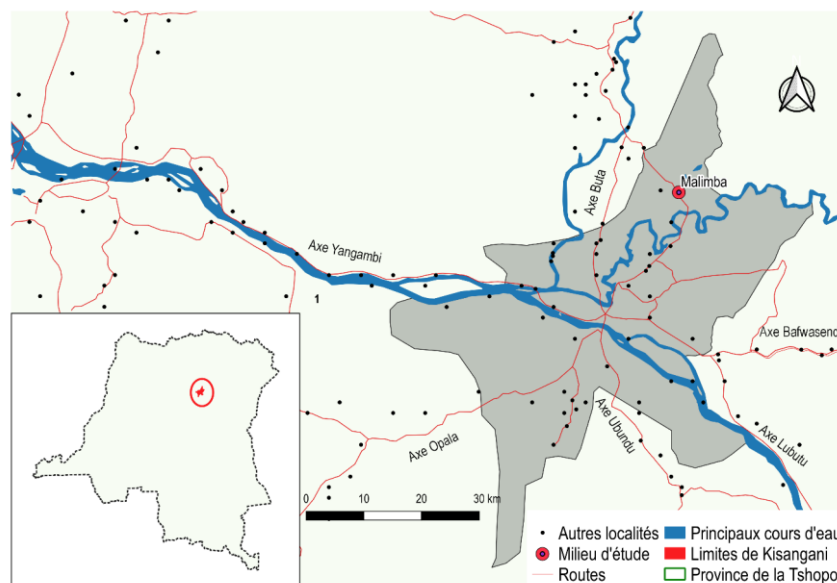 Malimba
Axe Buta
Axe Yangambi
1
Axe Bafwasend
Axe Opala
Axe Ubundu
Axe Lubutu
0 10 20 30 km
Autres localités
Milieu d'étude
Routes
Principaux cours d'eau
Limites de Kisangani
Province de la Tshopo